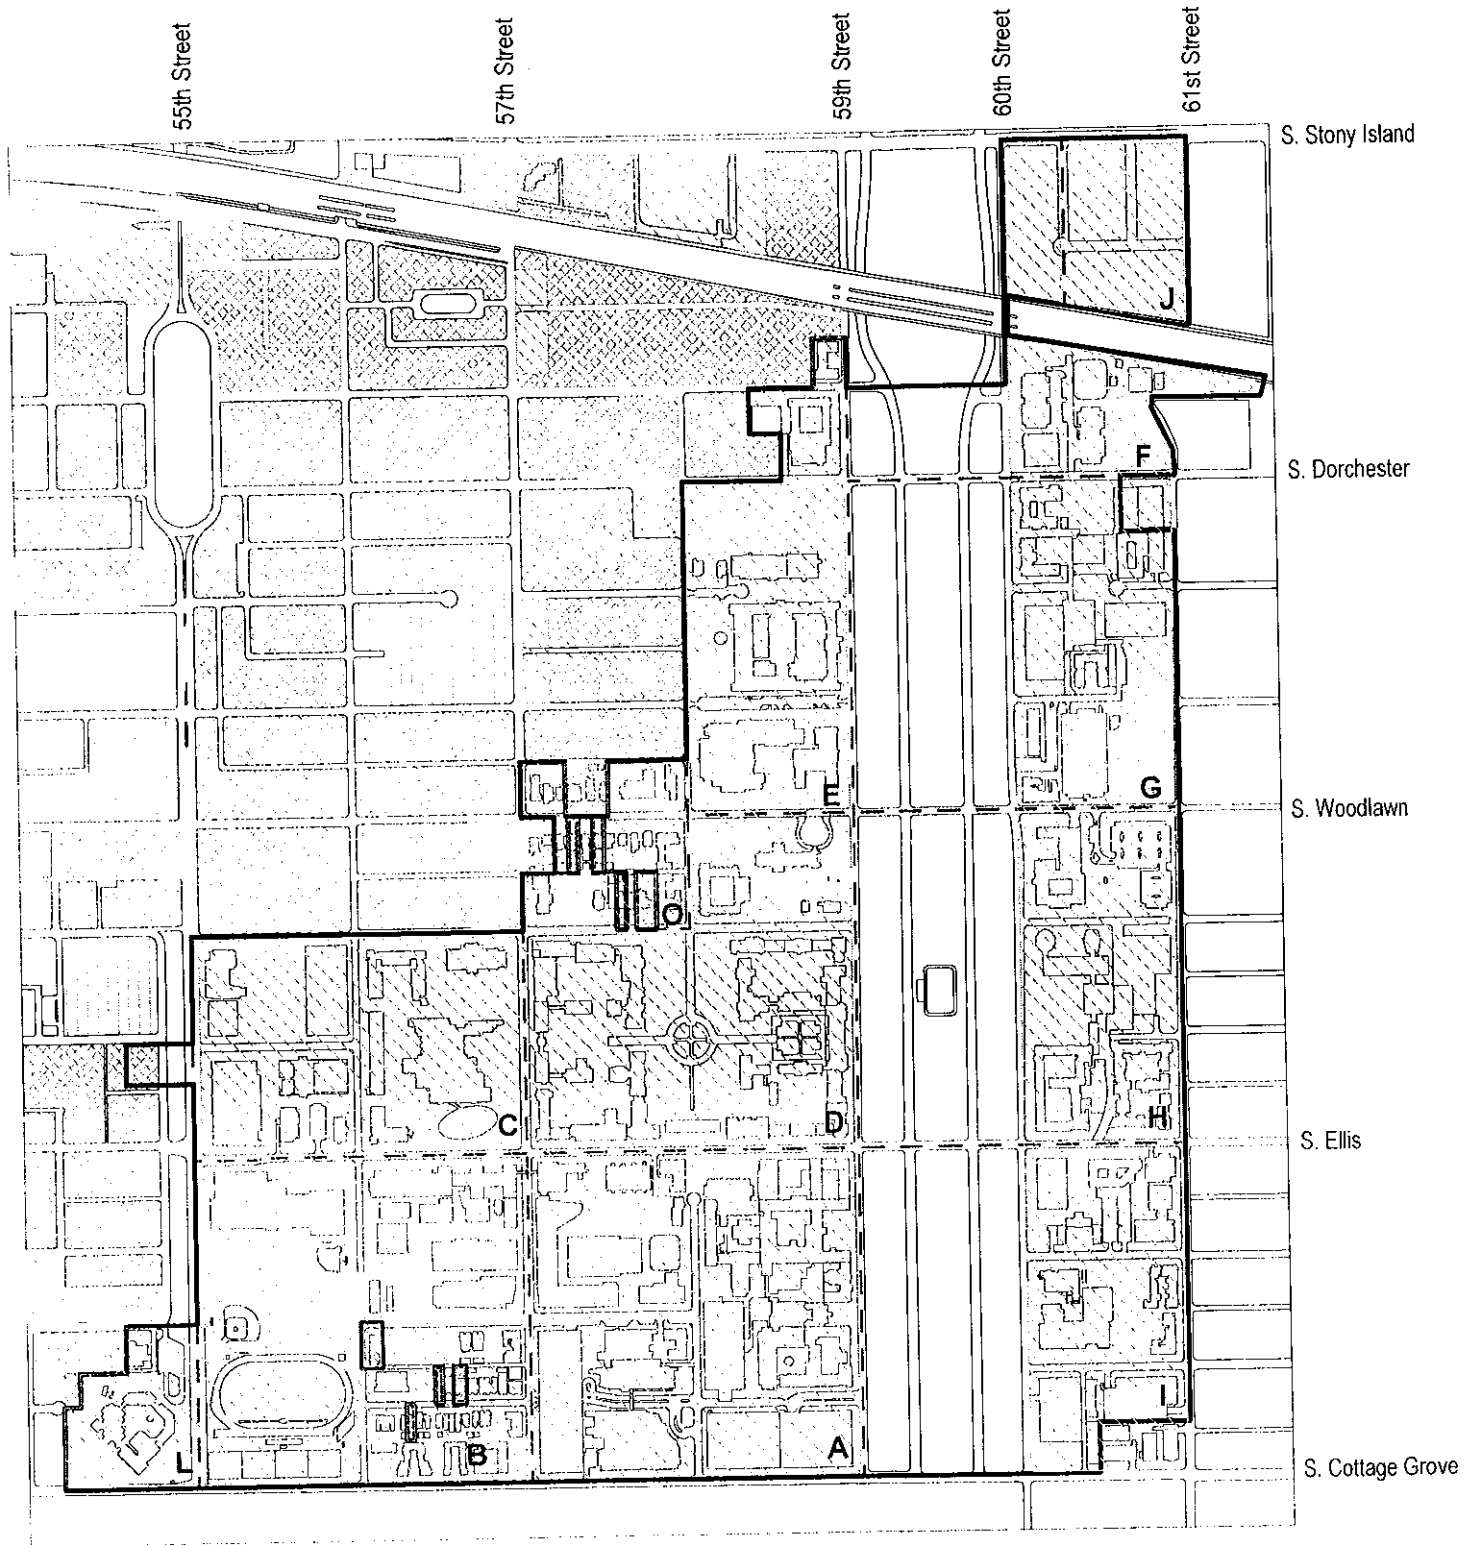 55th Street
57th Street
59th Street
60th Street
61st Street
S. Stony Island
J
F
S. Dorchester
E
G
S. Woodlawn
O
C
D
H
S. Ellis
I
L
B
A
S. Cottage Grove